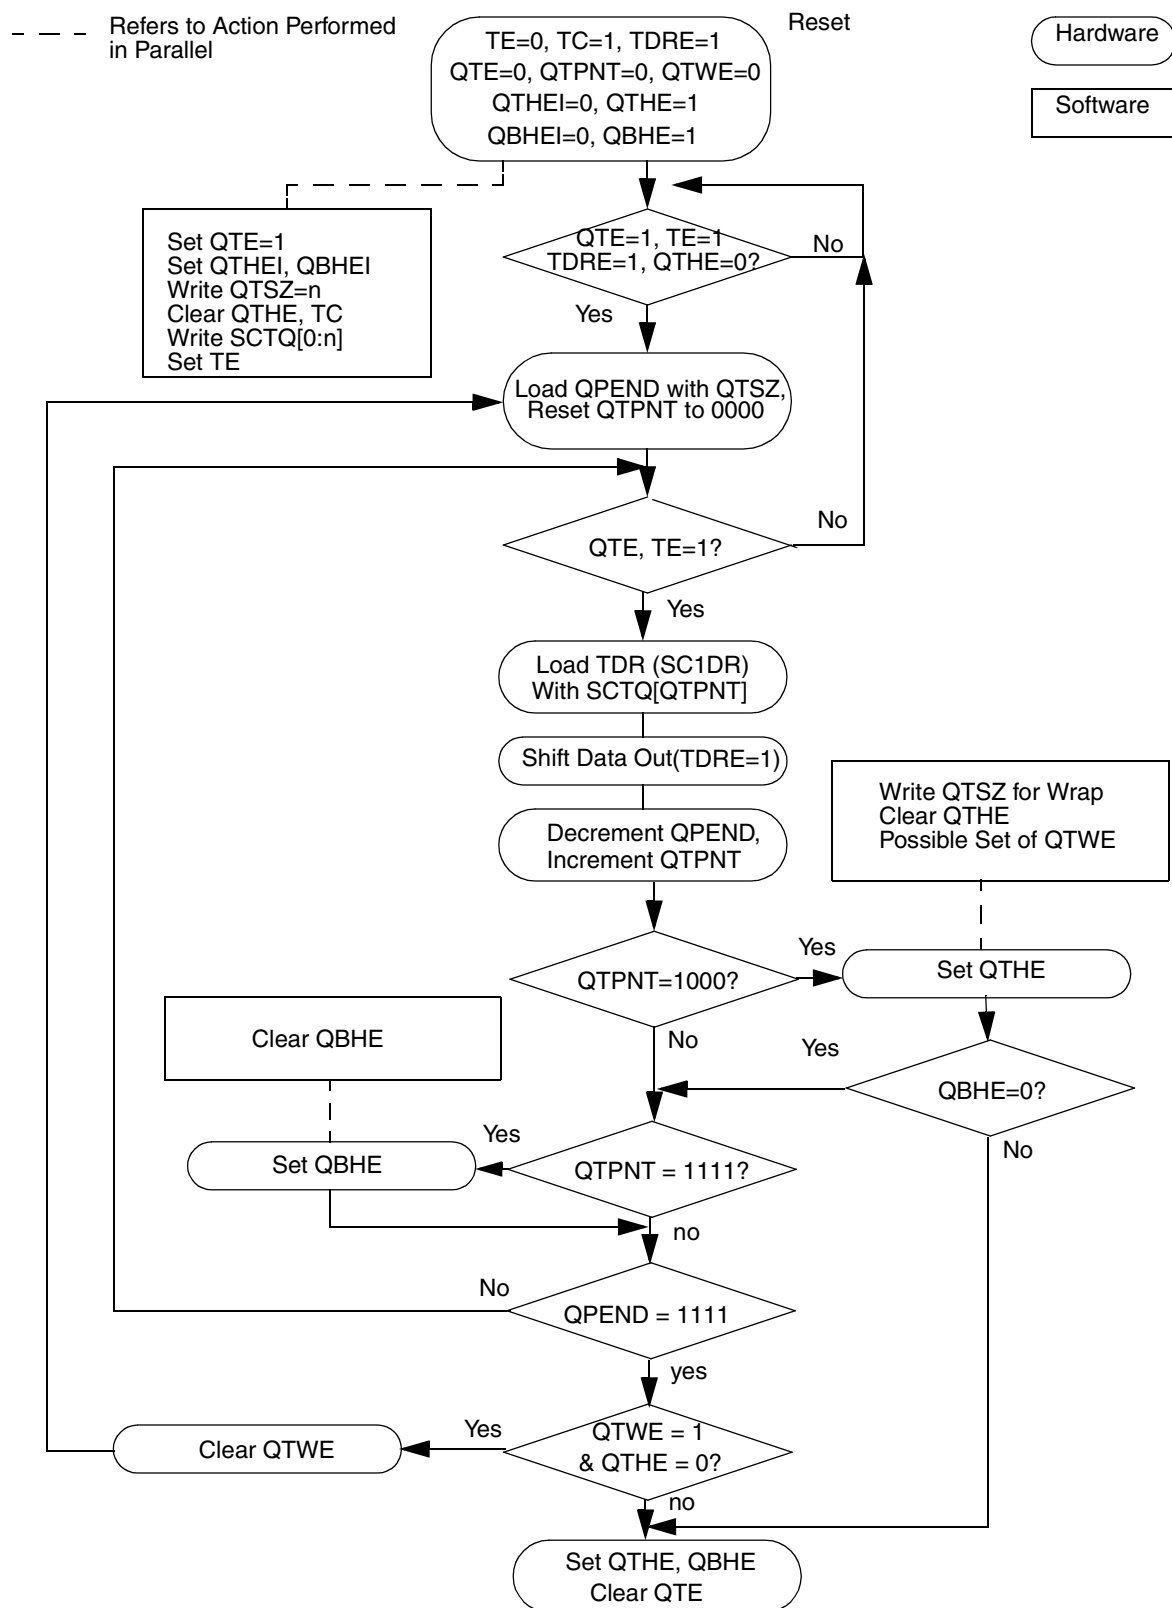 Refers to Action Performed
in Parallel
Reset
Hardware
Software
TE=0, TC=1, TDRE=1
QTE=0, QTPNT=0, QTWE=0
QTHEI=0, QTHE=1
QBHEI=0, QBHE=1
Set QTE=1
Set QTHEI, QBHEI
Write QTSZ=n
Clear QTHE, TC
Write SCTQ[0:n]
Set TE
QTE=1, TE=1
TDRE=1, QTHE=0?
No
Yes
Load QPEND with QTSZ,
Reset QTPNT to 0000
QTE, TE=1?
No
Yes
Load TDR (SC1DR)
With SCTQ[QTPNT]
Shift Data Out(TDRE=1)
Decrement QPEND,
Increment QTPNT
Write QTSZ for Wrap
Clear QTHE
Possible Set of QTWE
QTPNT=1000?
Yes
Set QTHE
No
Clear QBHE
Yes
QBHE=0?
No
Yes
Set QBHE
QTPNT = 1111?
no
No
QPEND = 1111
yes
Clear QTWE
Yes
QTWE = 1
& QTHE = 0?
no
Set QTHE, QBHE
Clear QTE